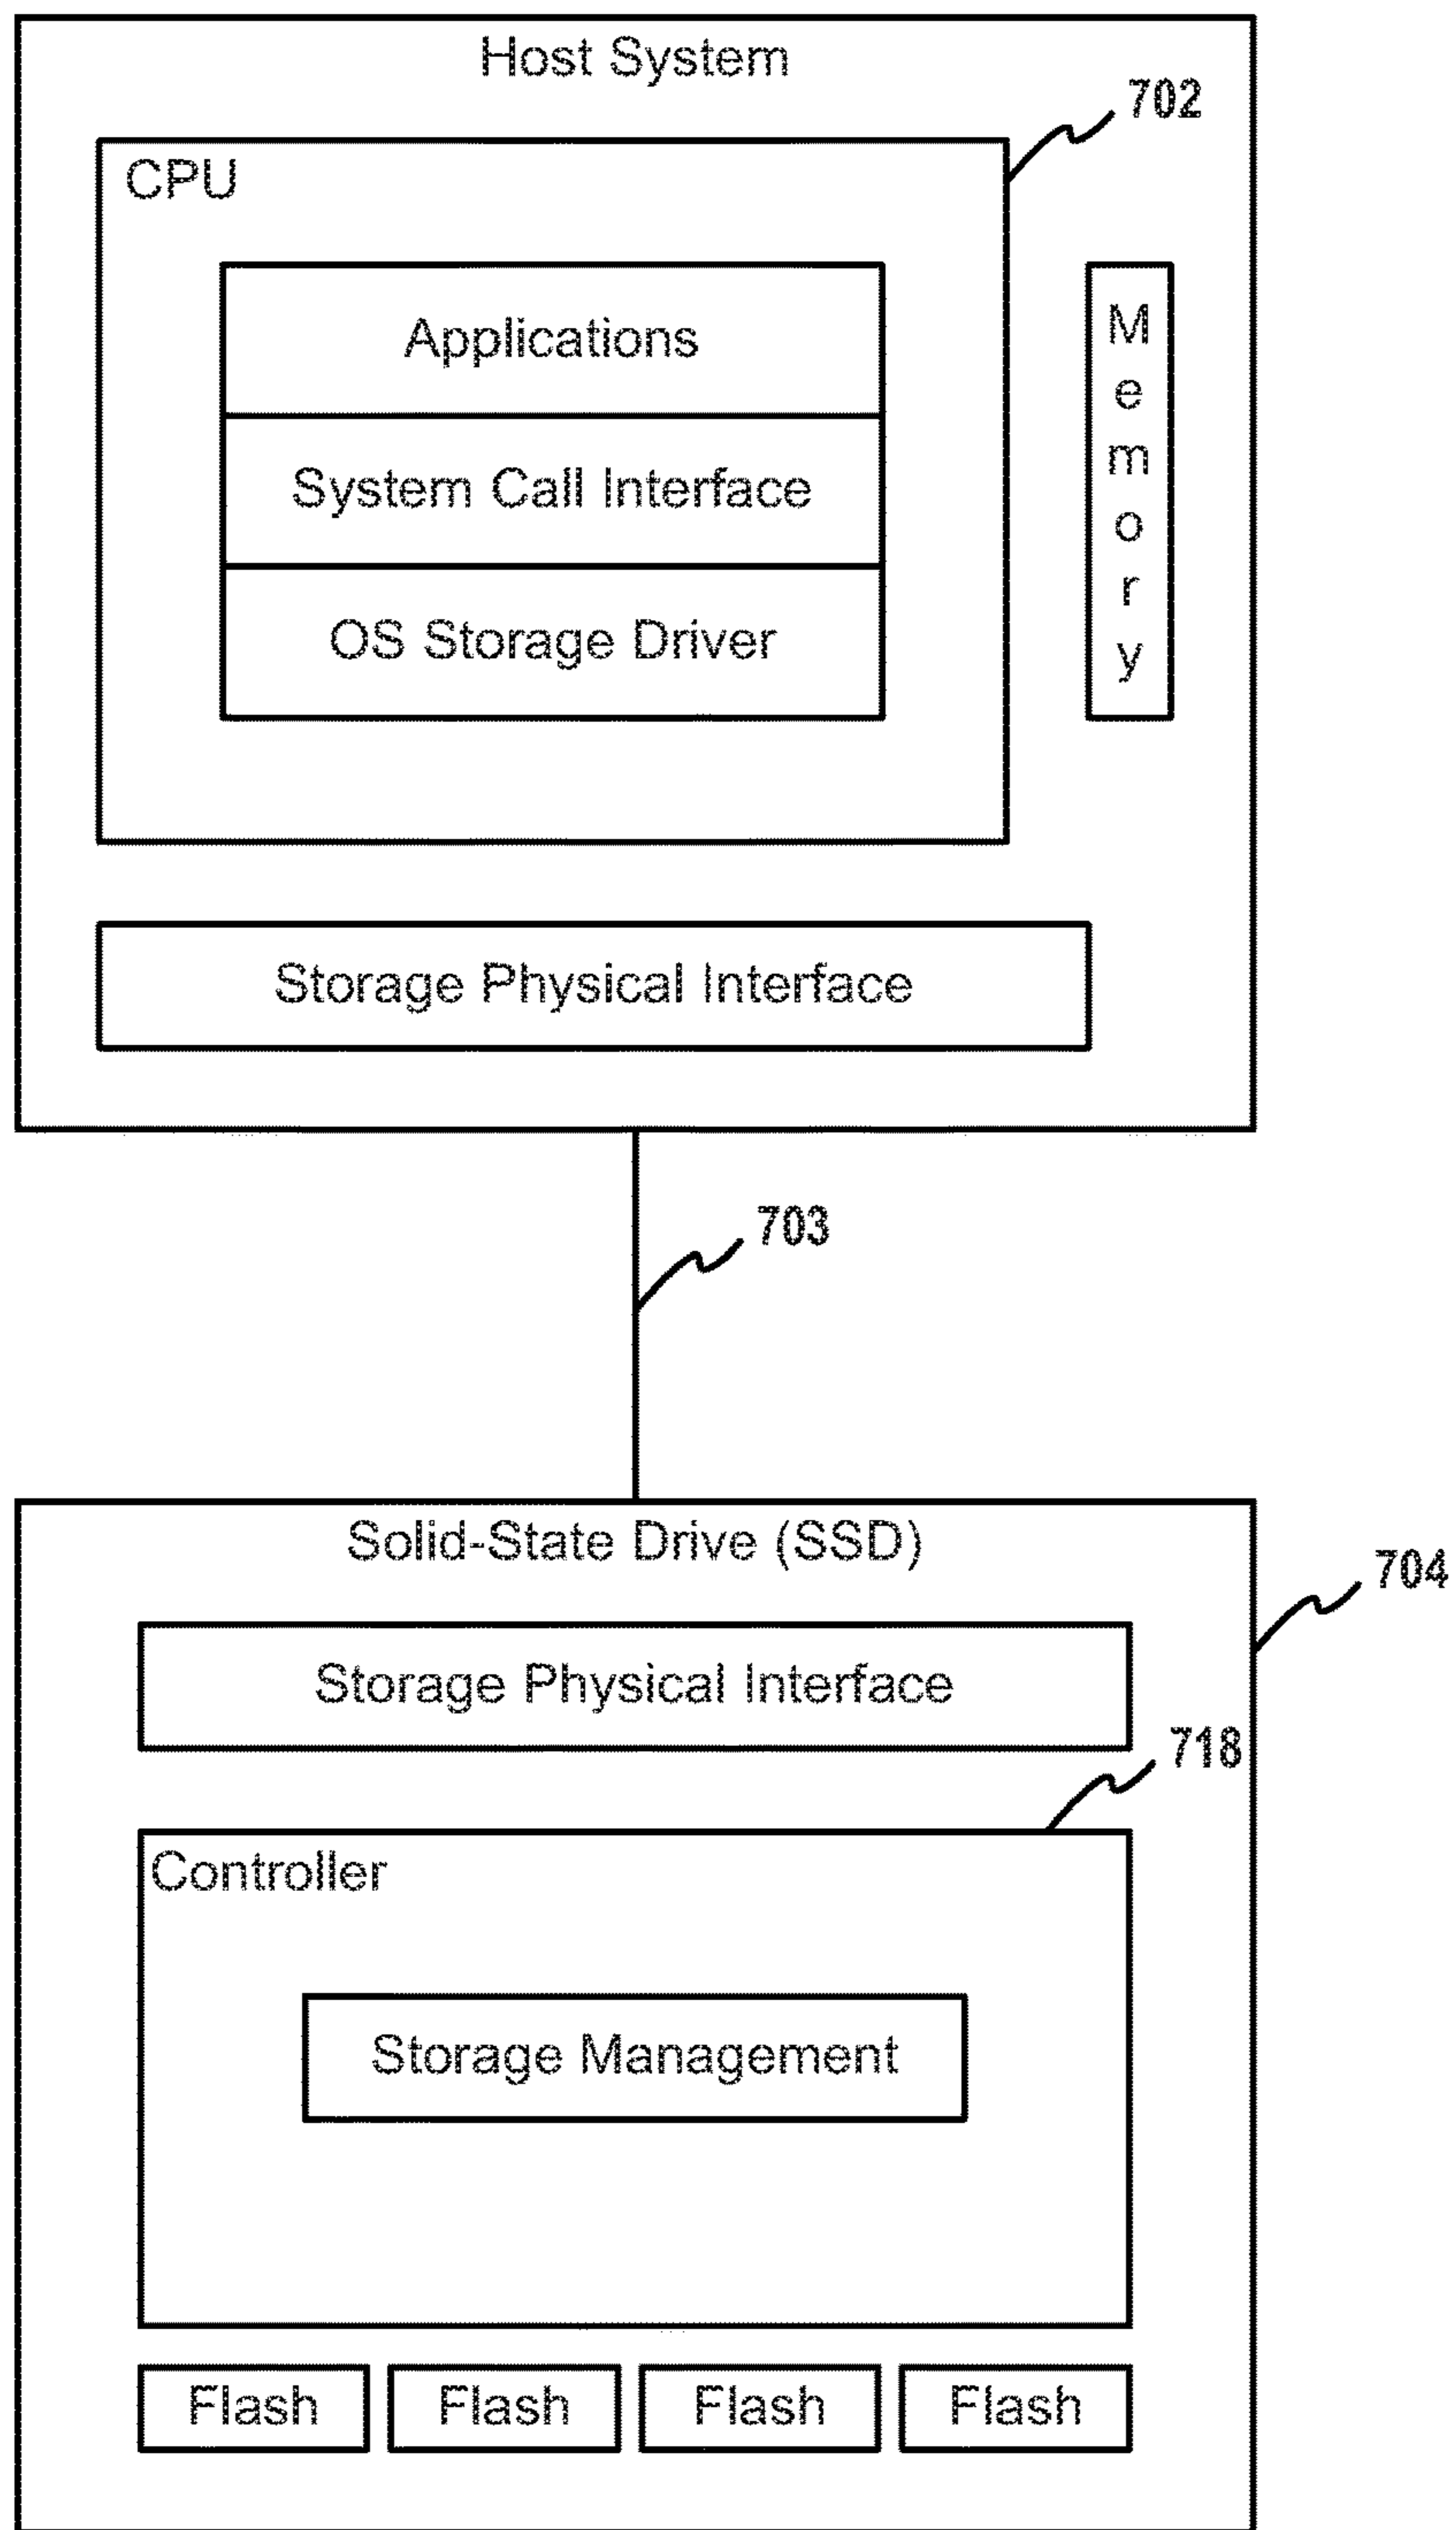 Host System
702
CPU
Applications
System Call Interface
OS Storage Driver
Memory
Storage Physical Interface
703
Solid-State Drive (SSD)
704
Storage Physical Interface
718
Controller
Storage Management
Flash Flash Flash Flash